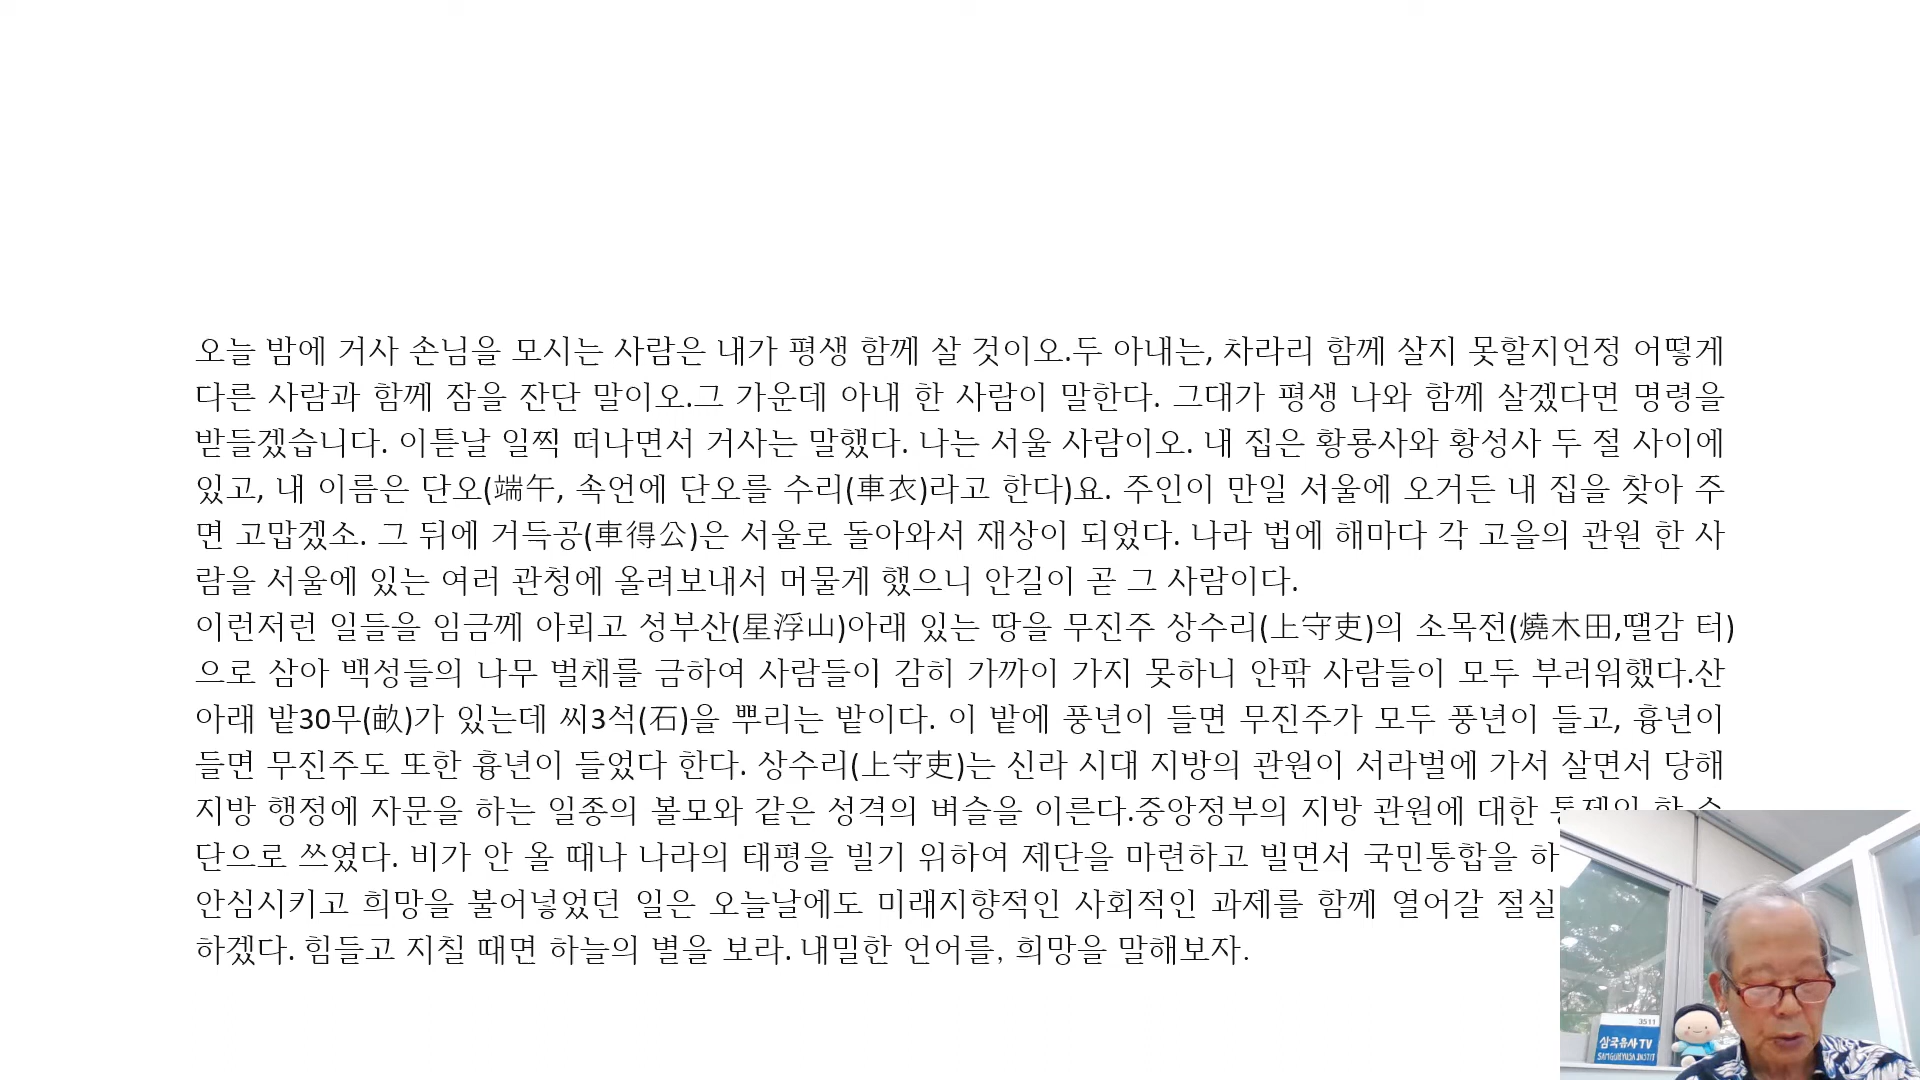 오늘 밤에 거사 손님을 모시는 사람은 내가 평생 함께 살 것이오.두 아내는, 차라리 함께 살지 못할지언정 어떻게
다른 사람과 함께 잠을 잔단 말이오.그 가운데 아내 한 사람이 말한다. 그대가 평생 나와 함께 살겠다면 명령을
받들겠습니다. 이튿날 일찍 떠나면서 거사는 말했다. 나는 서울 사람이오. 내 집은 황룡사와 황성사 두 절 사이에
있고, 내 이름은 단오(端午, 속언에 단오를 수리(車衣)라고 한다)요. 주인이 만일 서울에 오거든 내 집을 찾아 주
면 고맙겠소. 그 뒤에 거득공(車得公)은 서울로 돌아와서 재상이 되었다. 나라 법에 해마다 각 고을의 관원 한 사
람을 서울에 있는 여러 관청에 올려보내서 머물게 했으니 안길이 곧 그 사람이다.
이런저런 일들을 임금께 아뢰고 성부산(星浮山)아래 있는 땅을 무진주 상수리(上守吏)의 소목전(燒木田,땔감 터)
으로 삼아 백성들의 나무 벌채를 금하여 사람들이 감히 가까이 가지 못하니 안팎 사람들이 모두 부러워했다.산
아래 밭30무(畝)가 있는데 씨3석(石)을 뿌리는 밭이다. 이 밭에 풍년이 들면 무진주가 모두 풍년이 들고, 흉년이
들면 무진주도 또한 흉년이 들었다 한다. 상수리(上守吏)는 신라 시대 지방의 관원이 서라벌에 가서 살면서 당해
지방 행정에 자문을 하는 일종의 볼모와 같은 성격의 벼슬을 이른다.중앙정부의 지방 관원에 대한 통제의 한 수
단으로 쓰였다. 비가 안 올 때나 나라의 태평을 빌기 위하여 제단을 마련하고 빌면서 국민통합을 하
안심시키고 희망을 불어넣었던 일은 오늘날에도 미래지향적인 사회적인 과제를 함께 열어갈 절실
하겠다. 힘들고 지칠 때면 하늘의 별을 보라. 내밀한 언어를, 희망을 말해보자.
3511
삼국유사TV
SAMGUKYUSA INSTIT